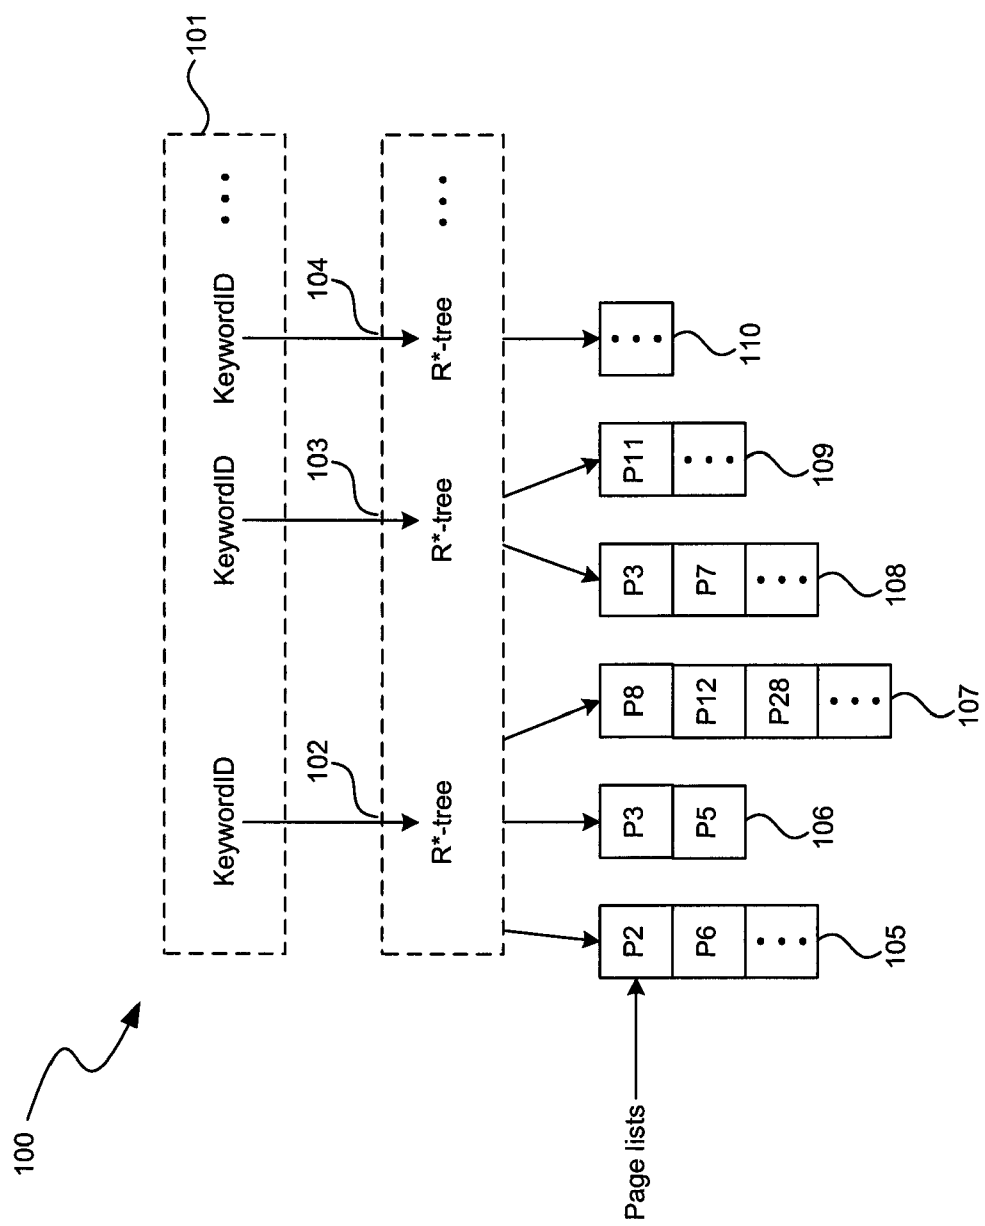 100
101
KeywordID
KeywordID
KeywordID
• • •
102
103
104
R*-tree
R*-tree
R*-tree
• • •
Page lists
P2
P6
• • •
P3
P5
P8
P12
P28
• • •
P3
P7
• • •
P11
• • •
• • •
105
106
107
108
109
110